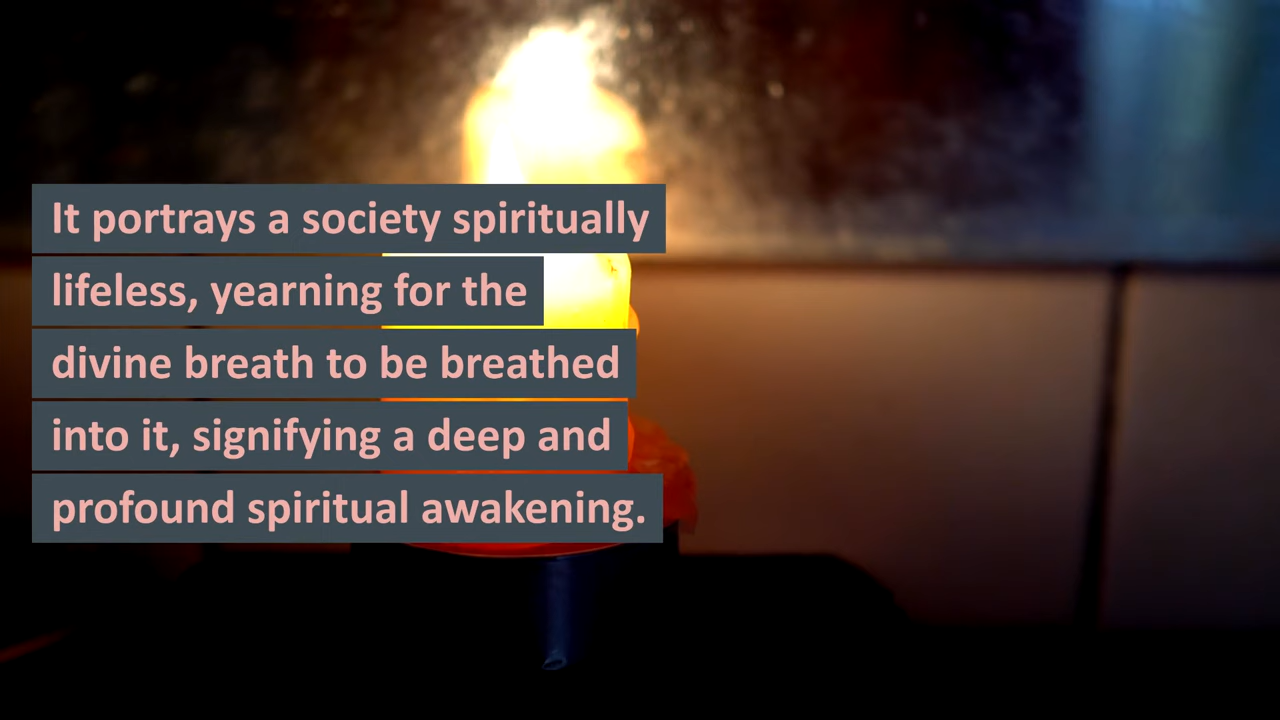 It portrays a society spiritually
lifeless, yearning for the
divine breath to be breathed
into it, signifying a deep and
profound spiritual awakening.